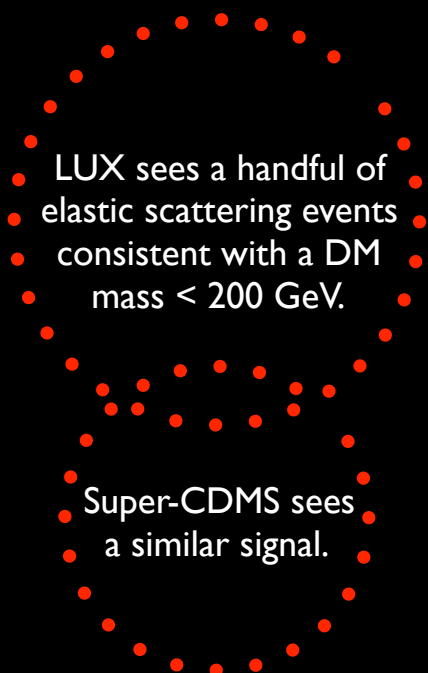 LUX sees a handful of
elastic scattering events
consistent with a DM
mass < 200 GeV.
Super-CDMS sees
a similar signal.